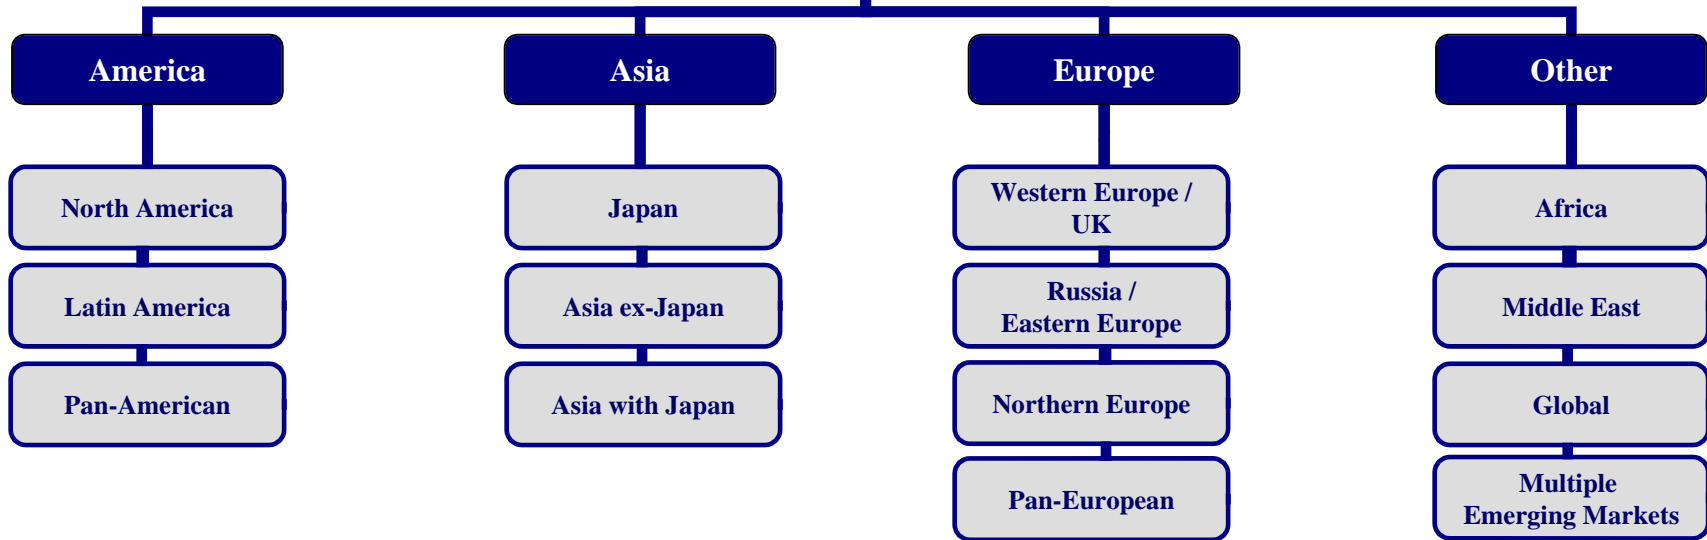 America
Asia
Europe
Other
North America
Japan
Western Europe /
UK
Africa
Latin America
Asia ex-Japan
Russia /
Eastern Europe
Middle East
Pan-American
Asia with Japan
Northern Europe
Global
Pan-European
Multiple
Emerging Markets